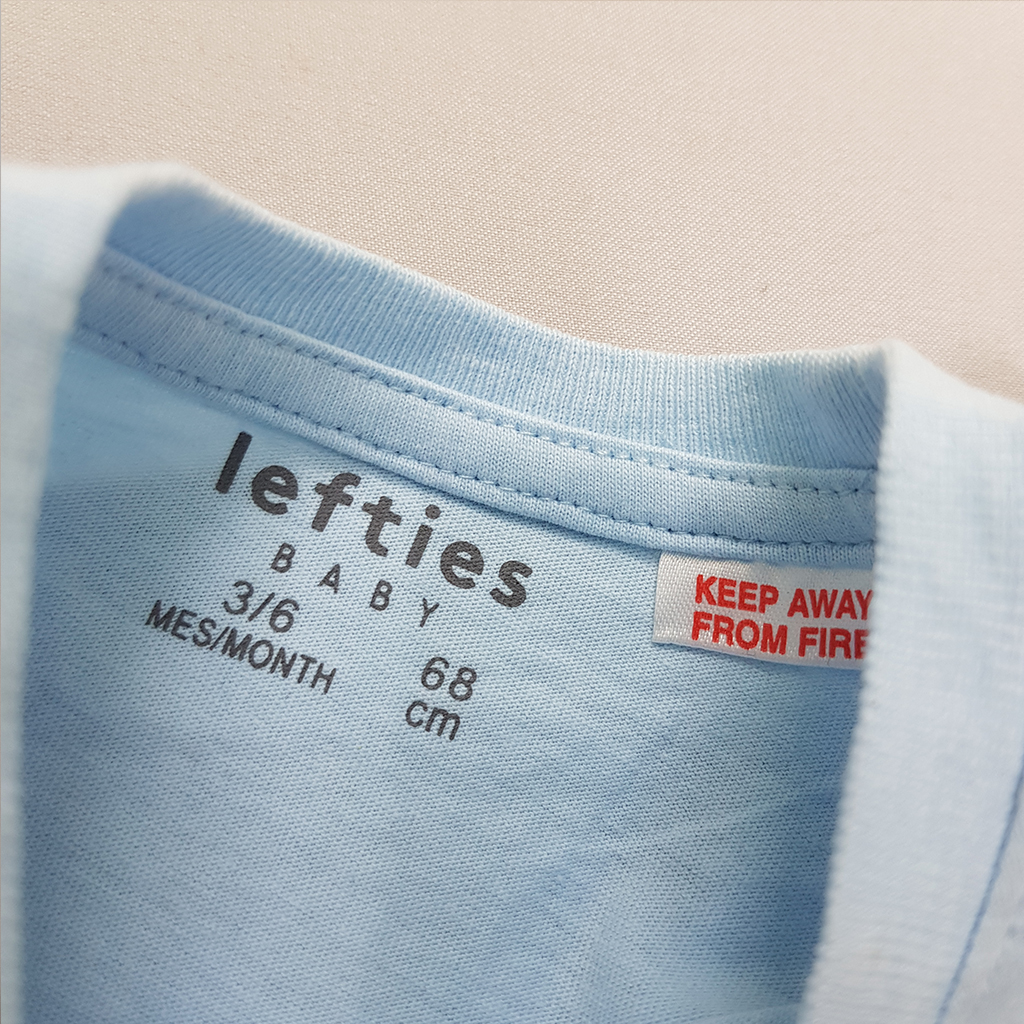 lefties
BABY
3/6
MES/MONTH
68
cm
KEEP AWAY
FROM FIRE